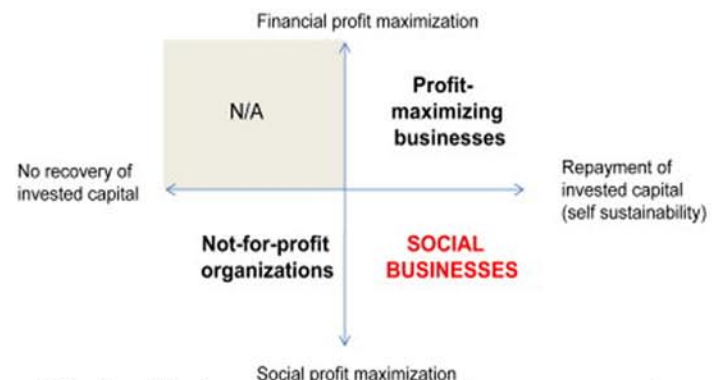 Financial profit maximization
N/A
Profit-
maximizing
businesses
No recovery of
invested capital
Repayment of
invested capital
(self sustainability)
Not-for-profit
organizations
SOCIAL
BUSINESSES
Social profit maximization